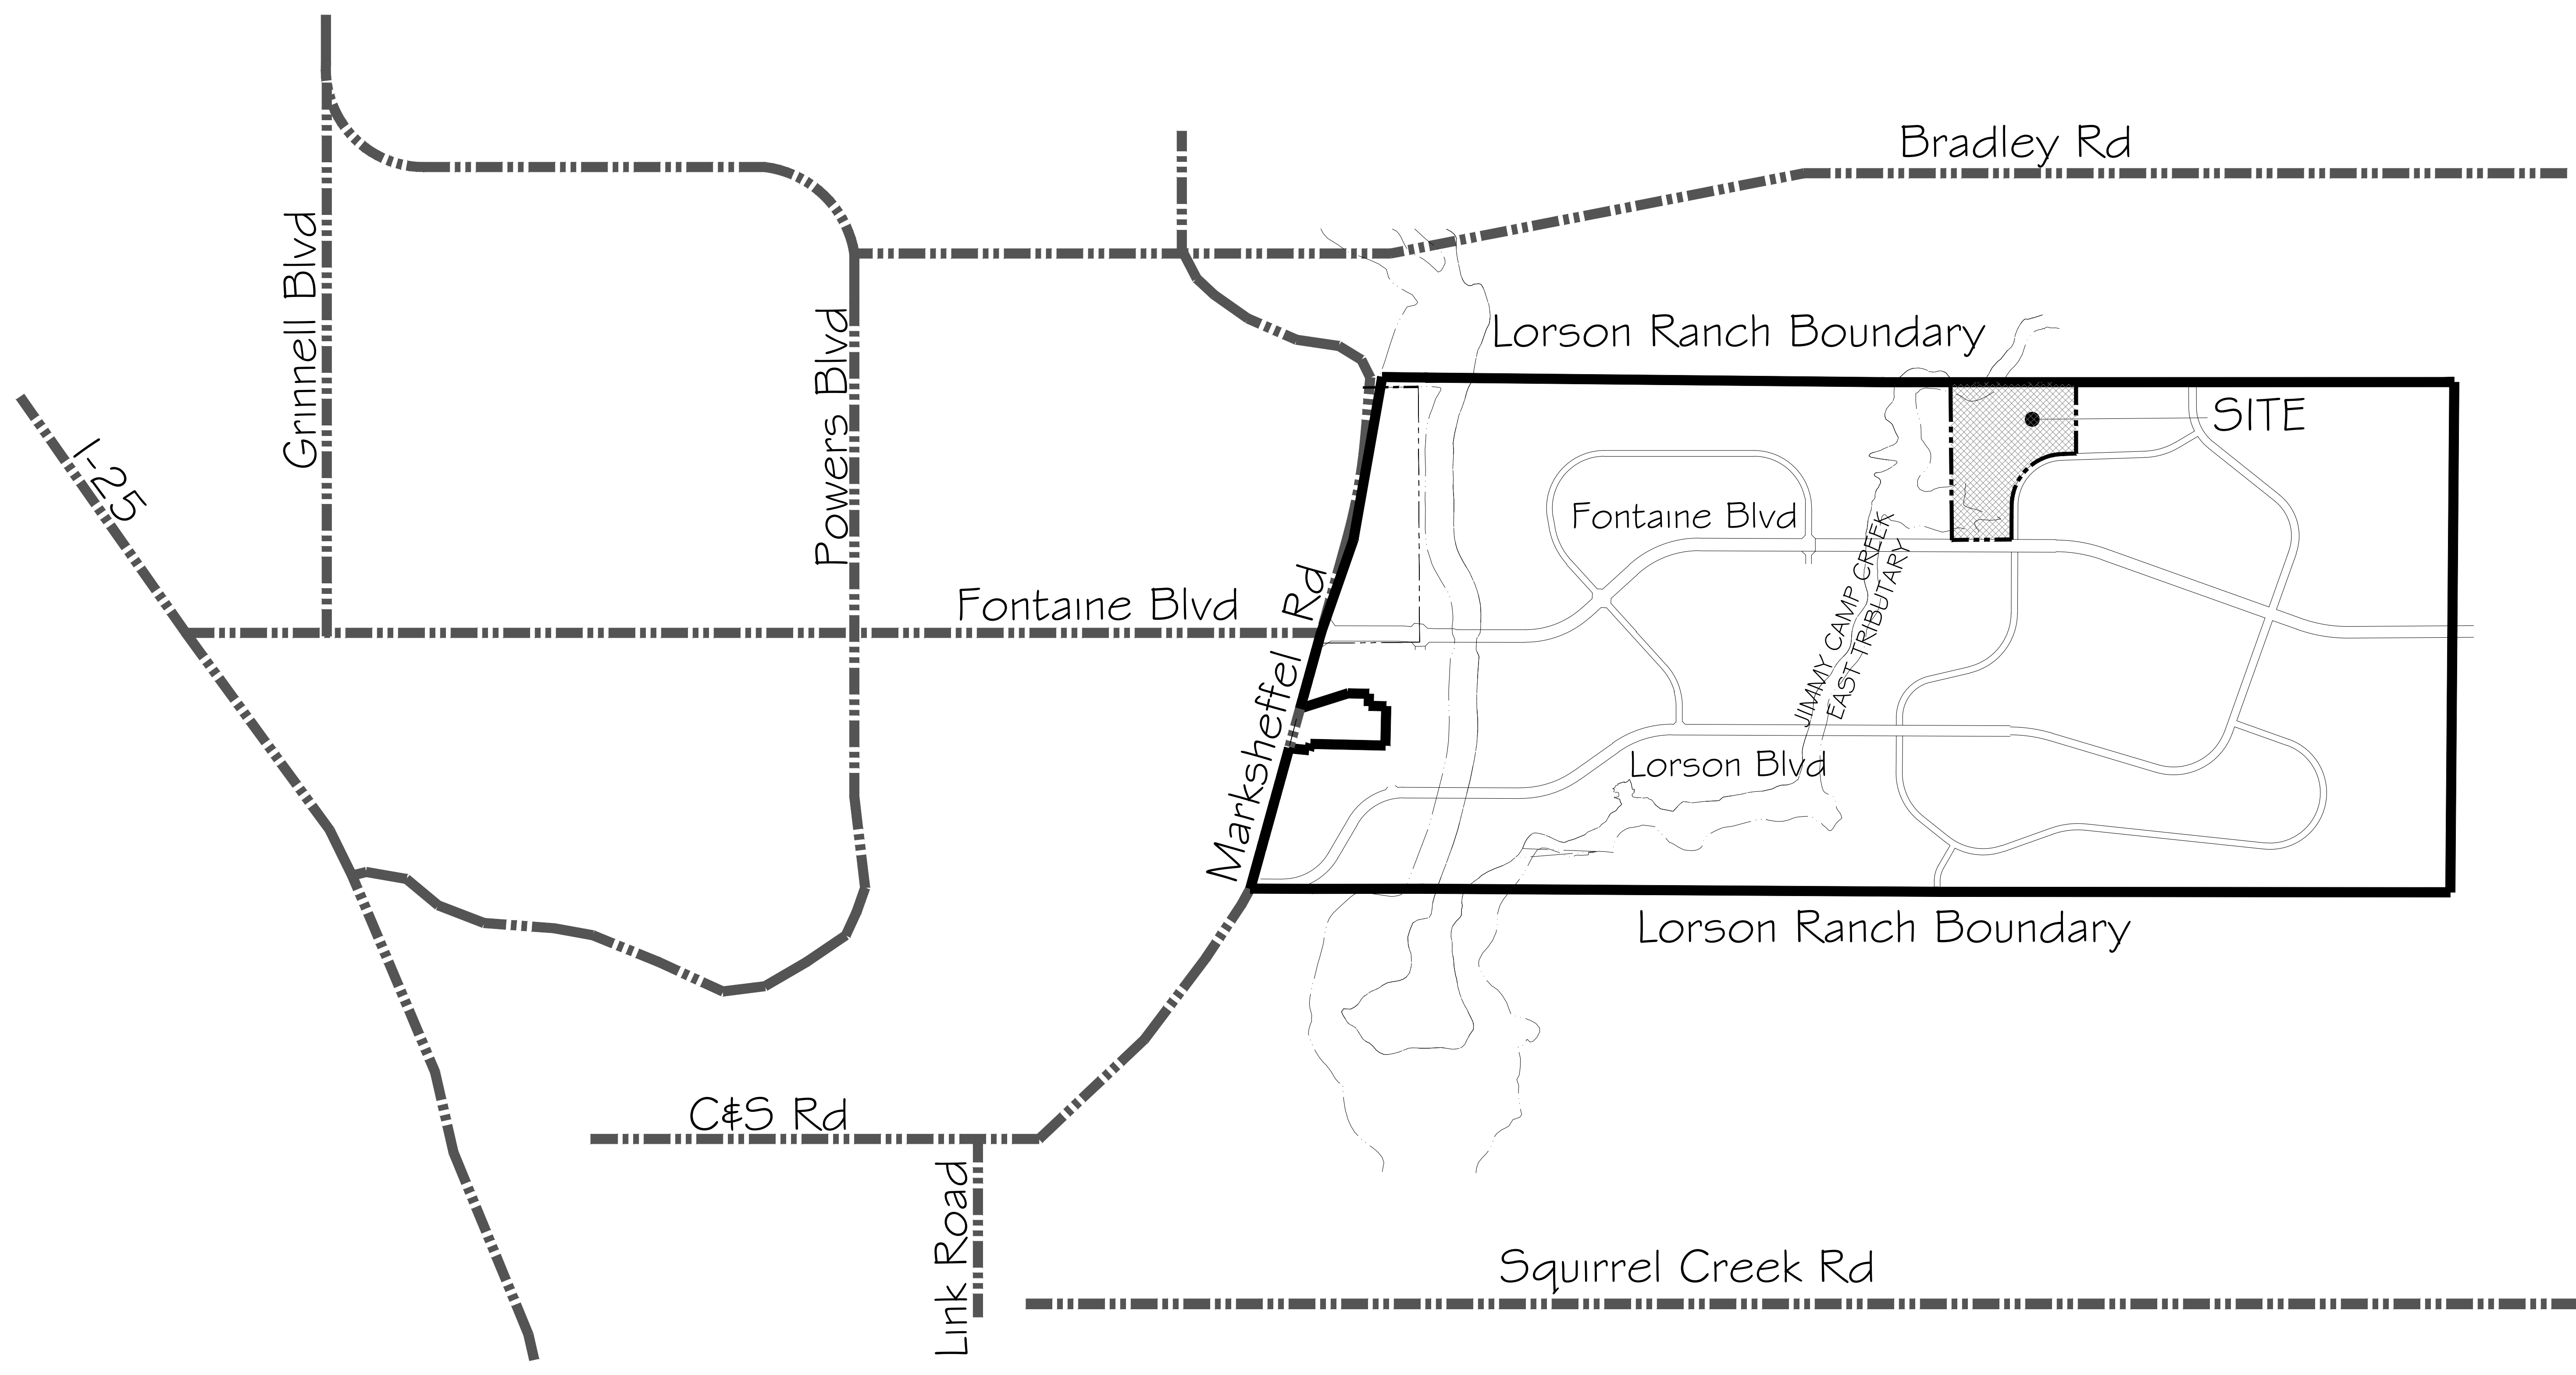 Bradley Rd
Grinnell Blvd
Powers Blvd
Lorson Ranch Boundary
SITE
I-25
Fontaine Blvd
Fontaine Blvd
Marksheffel Rd
JIMMY CAMP CREEK
EAST TRIBUTARY
Lorson Blvd
Lorson Ranch Boundary
C&S Rd
Link Road
Squirrel Creek Rd